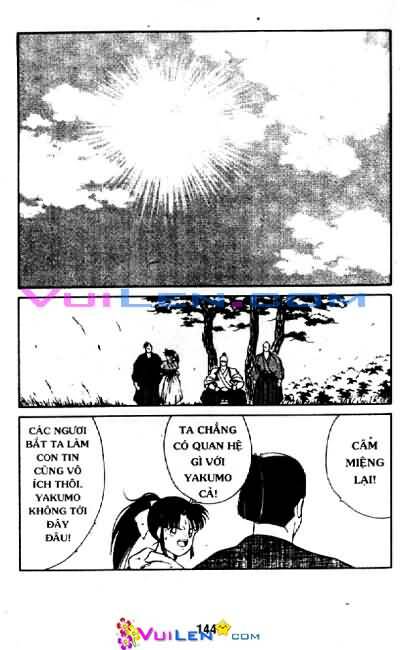 VuiLen.com
CÁC NGƯƠI
BẮT TA LÀM
CON TIN
CŨNG VÔ
ÍCH THÔI.
YAKUMO
KHÔNG TỚI
ĐÂY
ĐÂU!
TA CHẲNG
CÓ QUAN HỆ
GÌ VỚI
YAKUMO
CẢ!
CÂM
MIỆNG
LẠI!
144
VuiLen.com